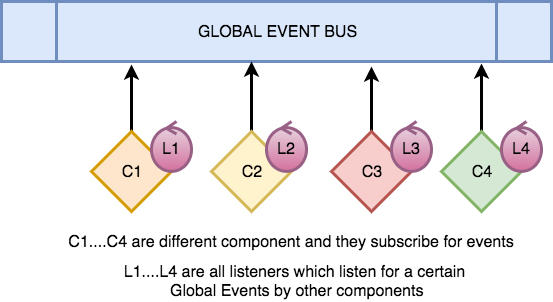 GLOBAL EVENT BUS
L1
L2
L3
L4
C1
C2
C3
C4
C1....C4 are different component and they subscribe for events
L1....L4 are all listeners which listen for a certain
Global Events by other components